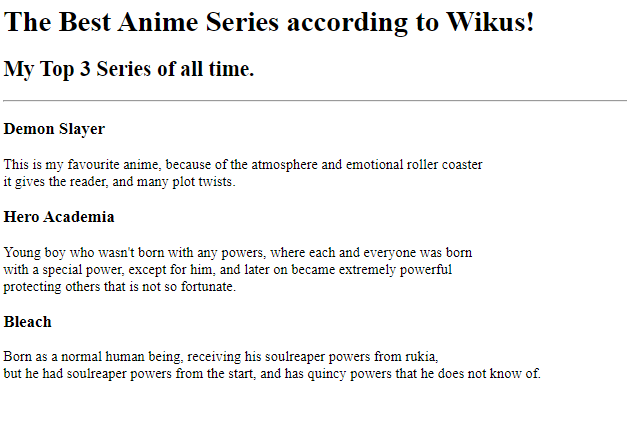 The Best Anime Series according to Wikus!
My Top 3 Series of all time.
Demon Slayer
This is my favourite anime, because of the atmosphere and emotional roller coaster
it gives the reader, and many plot twists.
Hero Academia
Young boy who wasn't born with any powers, where each and everyone was born
with a special power, except for him, and later on became extremely powerful
protecting others that is not so fortunate.
Bleach
Born as a normal human being, receiving his soulreaper powers from rukia,
but he had soulreaper powers from the start, and has quincy powers that he does not know of.